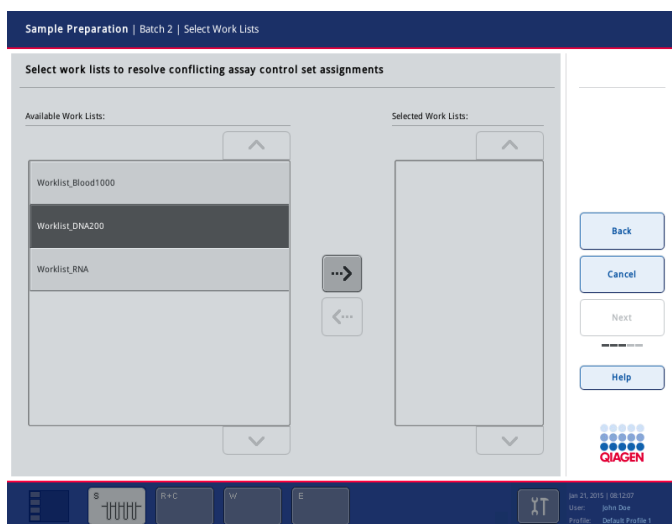 Sample Preparation | Batch 2 | Select Work Lists
Select work lists to resolve conflicting assay control set assignments
Available Work Lists:
Selected Work Lists:
Worklist_Blood1000
Worklist_DNA200
Worklist_RNA
Back
Cancel
Next
Help
QIAGEN
S
R+C
W
E
Jan 21, 2015 | 08:12:07
User: John Doe
Profile: Default Profile 1